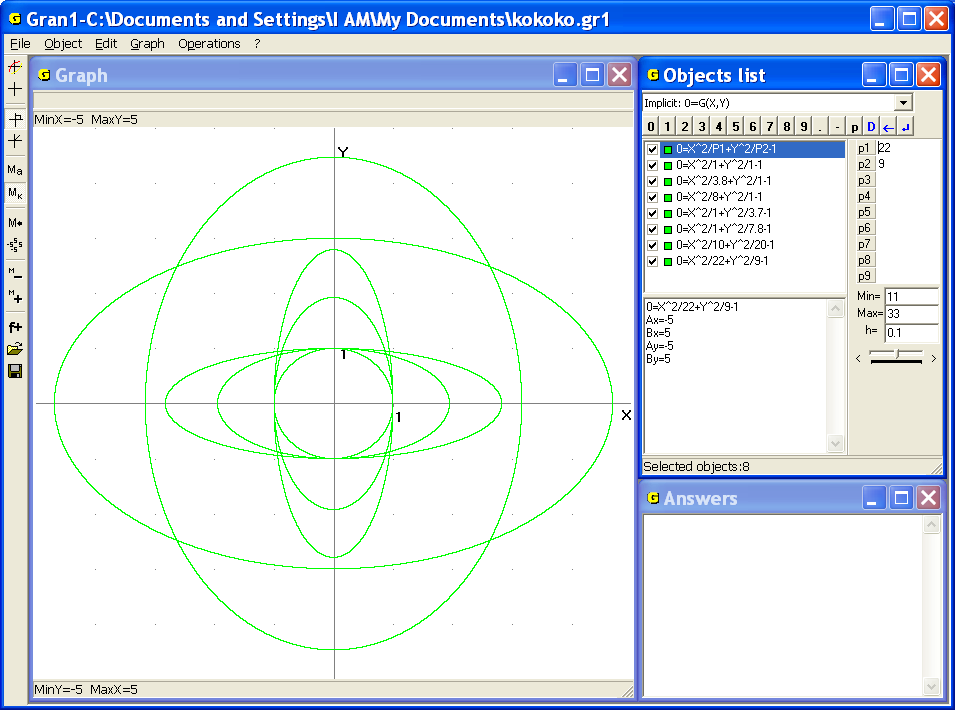 Gran1-C:\Documents and Settings\I AM\My Documents\kokoko.gr1
File Object Edit Graph Operations ?
Graph
MinX=-5 MaxY=5
Y
1
1
X
MinY=-5 MaxX=5
Ma
Mк
M
M
M
f+
Objects list
Implicit: 0=G(X,Y)
0 1 2 3 4 5 6 7 8 9 . - p D ← ↲
0=X^2/P1+Y^2/P2-1
0=X^2/1+Y^2/1-1
0=X^2/3.8+Y^2/1-1
0=X^2/8+Y^2/1-1
0=X^2/1+Y^2/3.7-1
0=X^2/1+Y^2/7.8-1
0=X^2/10+Y^2/20-1
0=X^2/22+Y^2/9-1
p1 22
p2 9
p3
p4
p5
p6
p7
p8
p9
Min= 11
Max= 33
h= 0.1
< >
0=X^2/22+Y^2/9-1
Ax=-5
Bx=5
Ay=-5
By=5
Selected objects:8
Answers